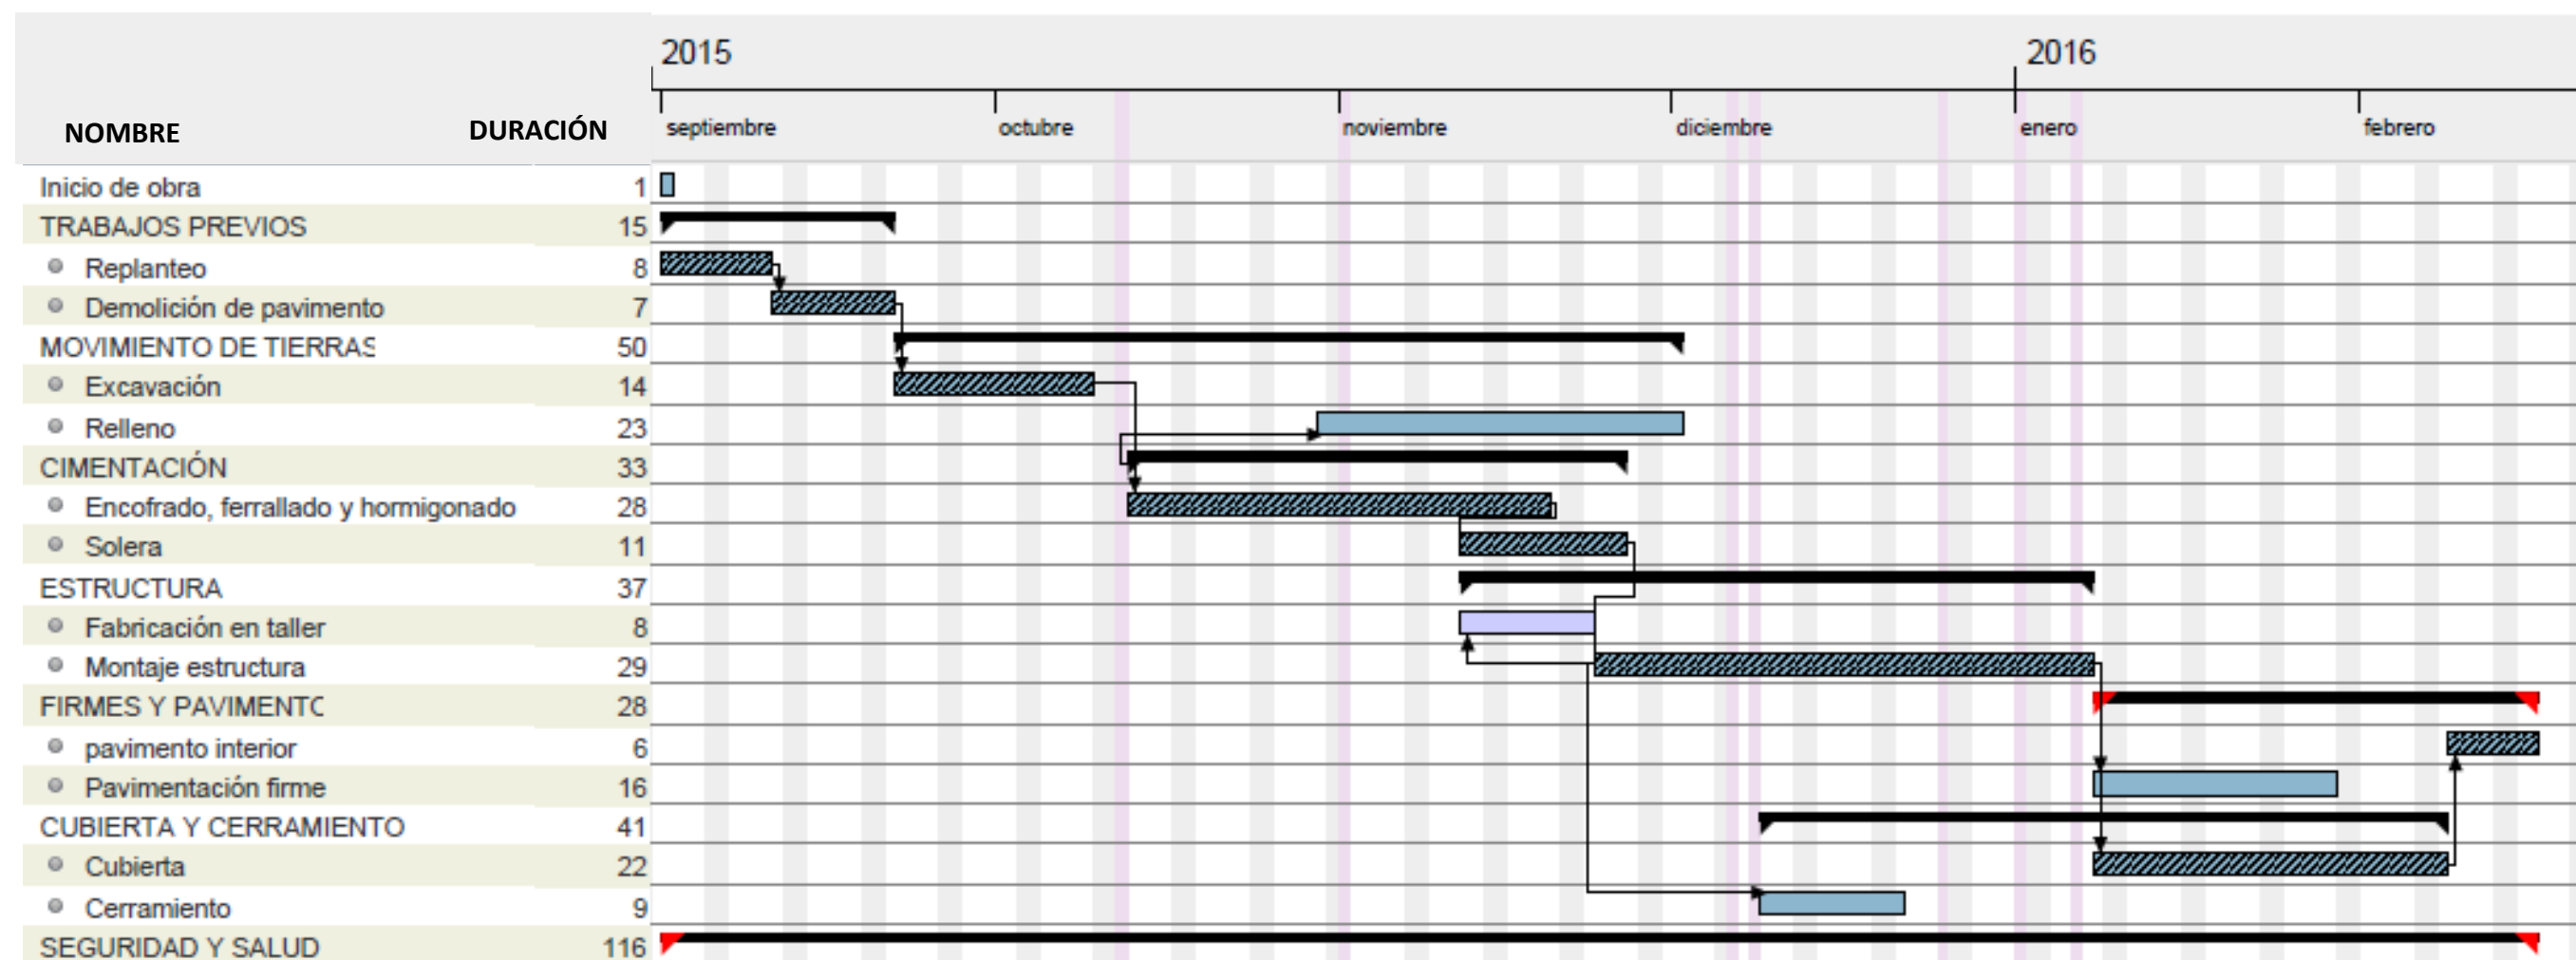 2015 2016
NOMBRE DURACIÓN septiembre octubre noviembre diciembre enero febrero
Inicio de obra 1
TRABAJOS PREVIOS 15
Replanteo 8
Demolición de pavimento 7
MOVIMIENTO DE TIERRAS 50
Excavación 14
Relleno 23
CIMENTACIÓN 33
Encofrado, ferrallado y hormigonado 28
Solera 11
ESTRUCTURA 37
Fabricación en taller 8
Montaje estructura 29
FIRMES Y PAVIMENTO 28
pavimento interior 6
Pavimentación firme 16
CUBIERTA Y CERRAMIENTO 41
Cubierta 22
Cerramiento 9
SEGURIDAD Y SALUD 116